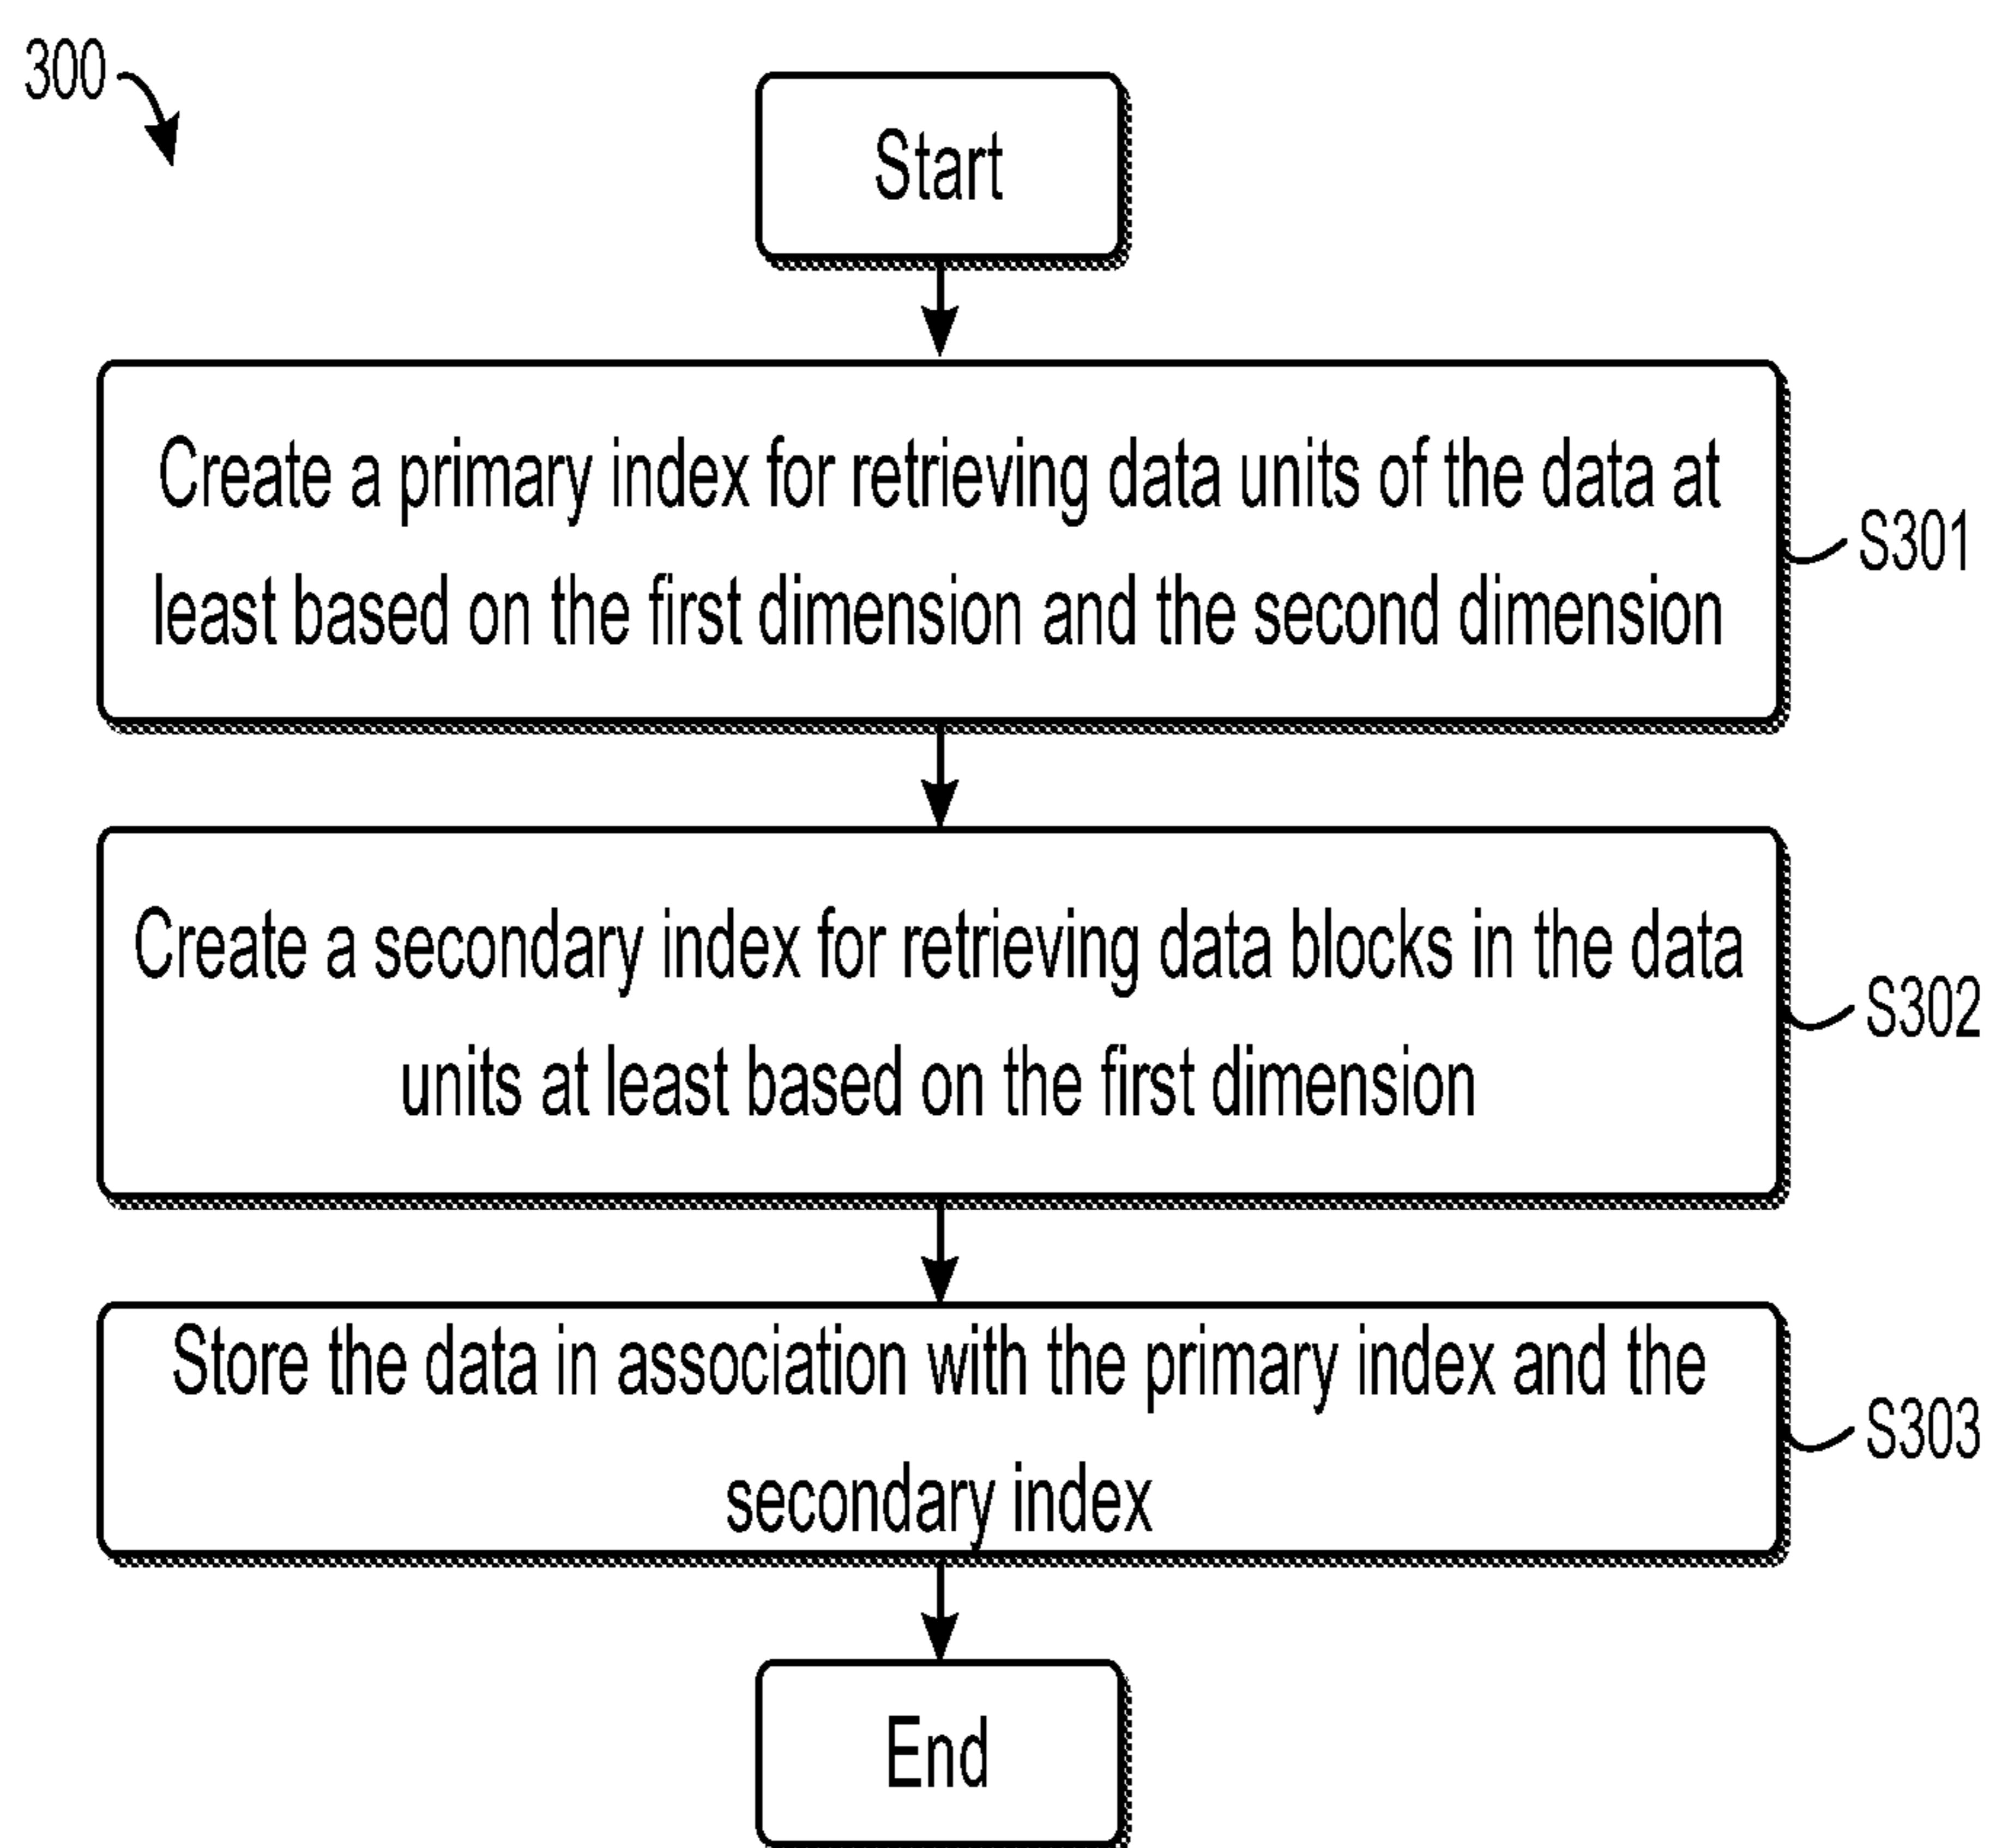 300
Start
Create a primary index for retrieving data units of the data at
least based on the first dimension and the second dimension
S301
Create a secondary index for retrieving data blocks in the data
units at least based on the first dimension
S302
Store the data in association with the primary index and the
secondary index
S303
End